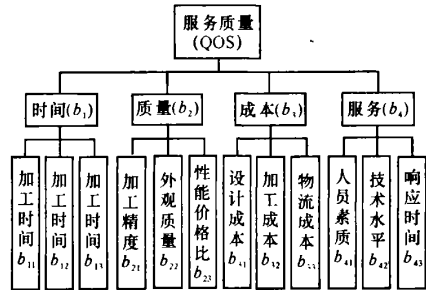 服务质量
(QOS)
时间(b₁)
质量(b₂)
成本(b₃)
服务(b₄)
加工时间b₁₁
加工时间b₁₂
加工时间b₁₃
加工精度b₂₁
外观质量b₂₂
性能价格比b₂₃
设计成本b₃₁
加工成本b₃₂
物流成本b₃₃
人员素质b₄₁
技术水平b₄₂
响应时间b₄₃